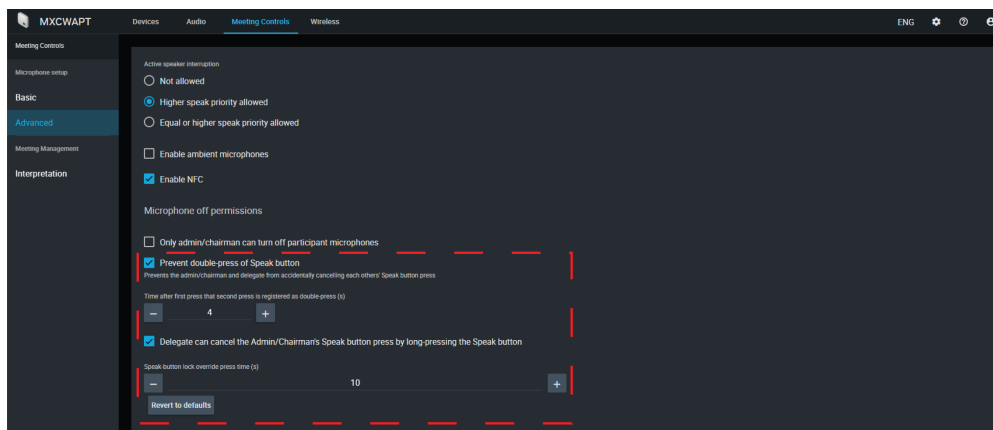 MXCWAPT
Devices
Audio
Meeting Controls
Wireless
ENG
Meeting Controls
Microphone setup
Basic
Advanced
Meeting Management
Interpretation
Active speaker interruption
Not allowed
Higher speak priority allowed
Equal or higher speak priority allowed
Enable ambient microphones
Enable NFC
Microphone off permissions
Only admin/chairman can turn off participant microphones
Prevent double-press of Speak button
Prevents the admin/chairman and delegate from accidentally cancelling each others' Speak button press
Time after first press that second press is registered as double-press (s)
− 4 +
Delegate can cancel the Admin/Chairman's Speak button press by long-pressing the Speak button
Speak-button lock override press time (s)
− 10 +
Revert to defaults